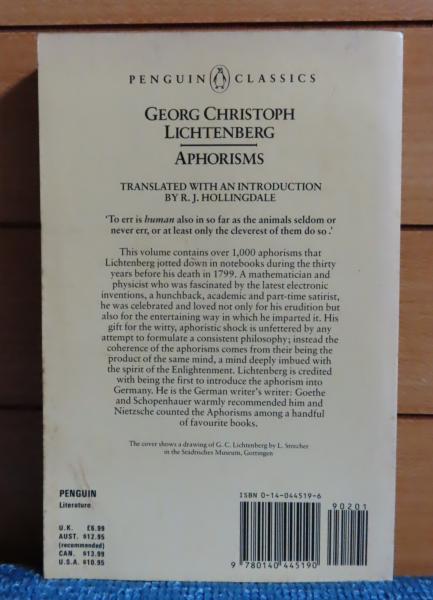 PENGUIN CLASSICS
GEORG CHRISTOPH
LICHTENBERG
APHORISMS
TRANSLATED WITH AN INTRODUCTION
BY R. J. HOLLINGDALE
'To err is human also in so far as the animals seldom or
never err, or at least only the cleverest of them do so.'
This volume contains over 1,000 aphorisms that
Lichtenberg jotted down in notebooks during the thirty
years before his death in 1799. A mathematician and
physicist who was fascinated by the latest electronic
inventions, a hunchback, academic and part-time satirist,
he was celebrated and loved not only for his erudition but
also for the entertaining way in which he imparted it. His
gift for the witty, aphoristic shock is unfettered by any
attempt to formulate a consistent philosophy; instead the
coherence of the aphorisms comes from their being the
product of the same mind, a mind deeply imbued with
the spirit of the Enlightenment. Lichtenberg is credited
with being the first to introduce the aphorism into
Germany. He is the German writer's writer: Goethe
and Schopenhauer warmly recommended him and
Nietzsche counted the Aphorisms among a handful
of favourite books.
The cover shows a drawing of G. C. Lichtenberg by L. Strecher
in the Städtisches Museum, Gottingen
PENGUIN
Literature
U.K. £6.99
AUST. $12.95
(recommended)
CAN. $13.99
U.S.A. $10.95
ISBN 0-14-044519-6
90201
9 780140 445190